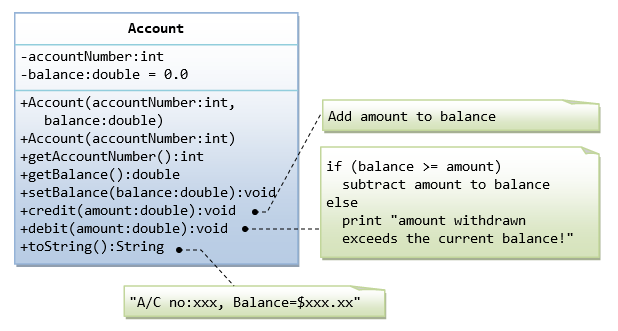 Account
-accountNumber:int
-balance:double = 0.0
+Account(accountNumber:int,
balance:double)
+Account(accountNumber:int)
+getAccountNumber():int
+getBalance():double
+setBalance(balance:double):void
+credit(amount:double):void
+debit(amount:double):void
+toString():String
Add amount to balance
if (balance >= amount)
subtract amount to balance
else
print "amount withdrawn
exceeds the current balance!"
"A/C no:xxx, Balance=$xxx.xx"